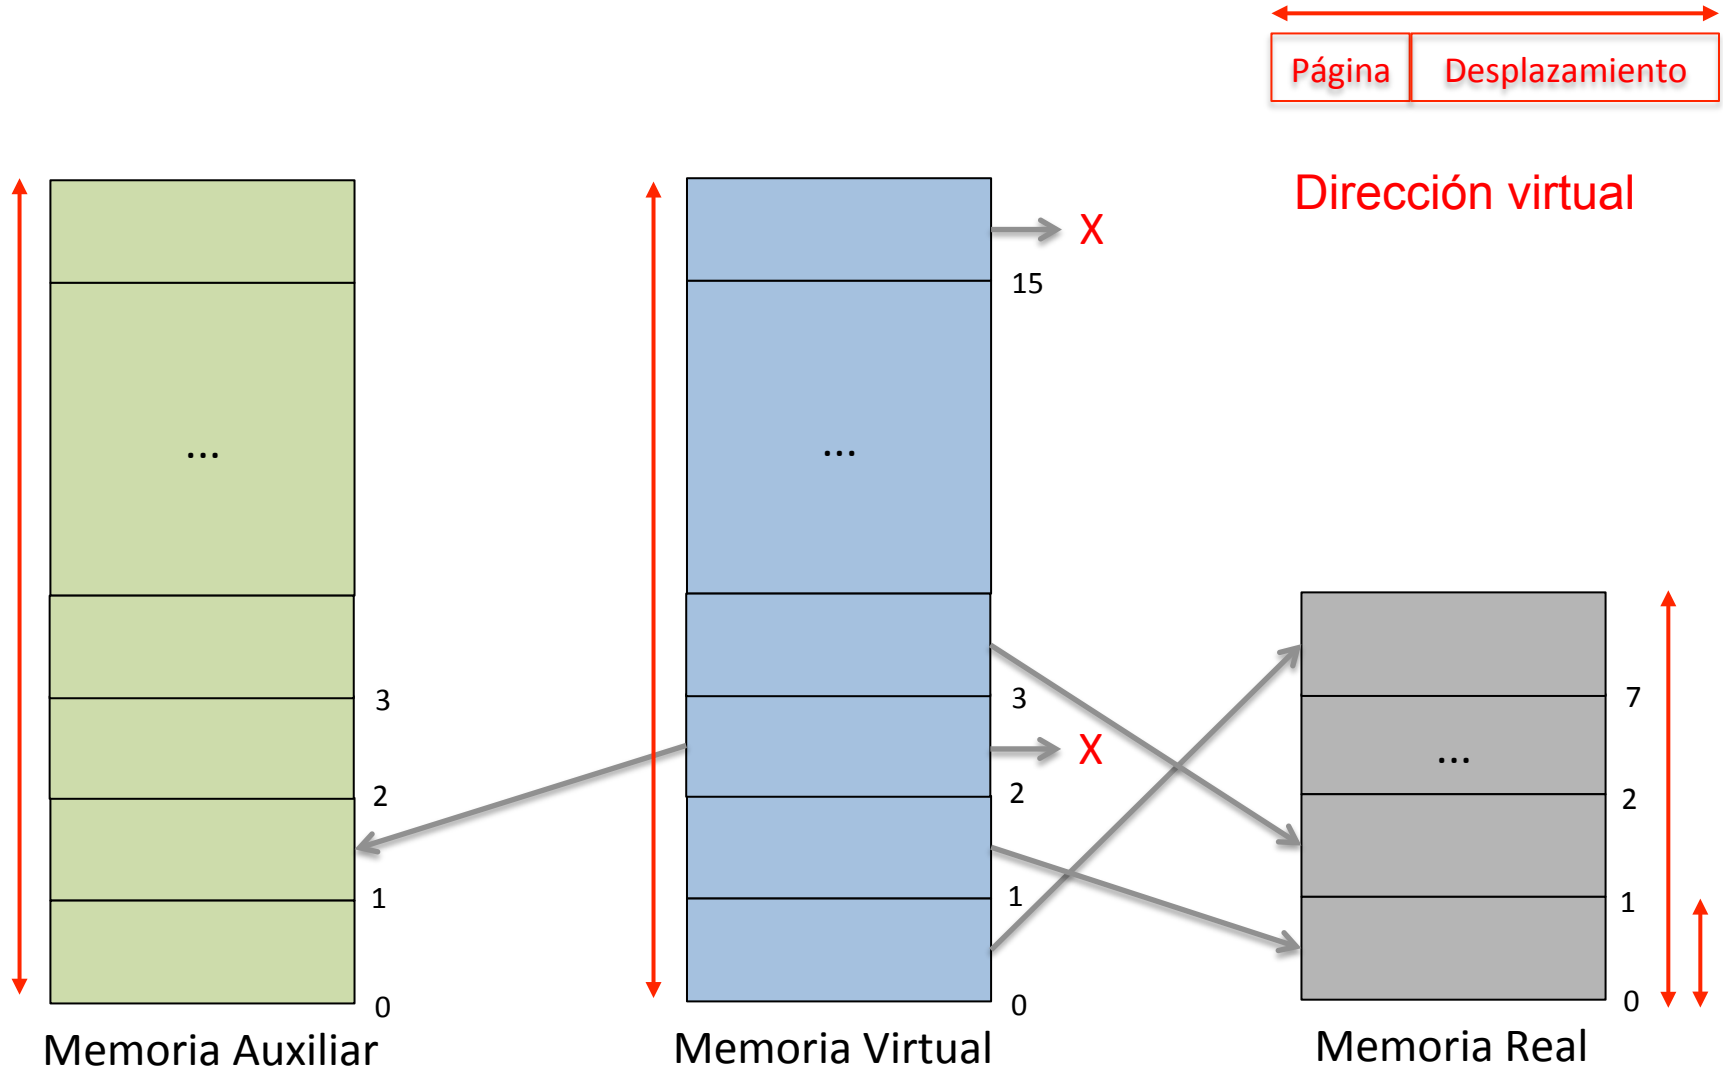 Página Desplazamiento
Dirección virtual
X
15
... ...
3 3 7
X ...
2 2 2
1 1 1
0 0 0
Memoria Auxiliar Memoria Virtual Memoria Real